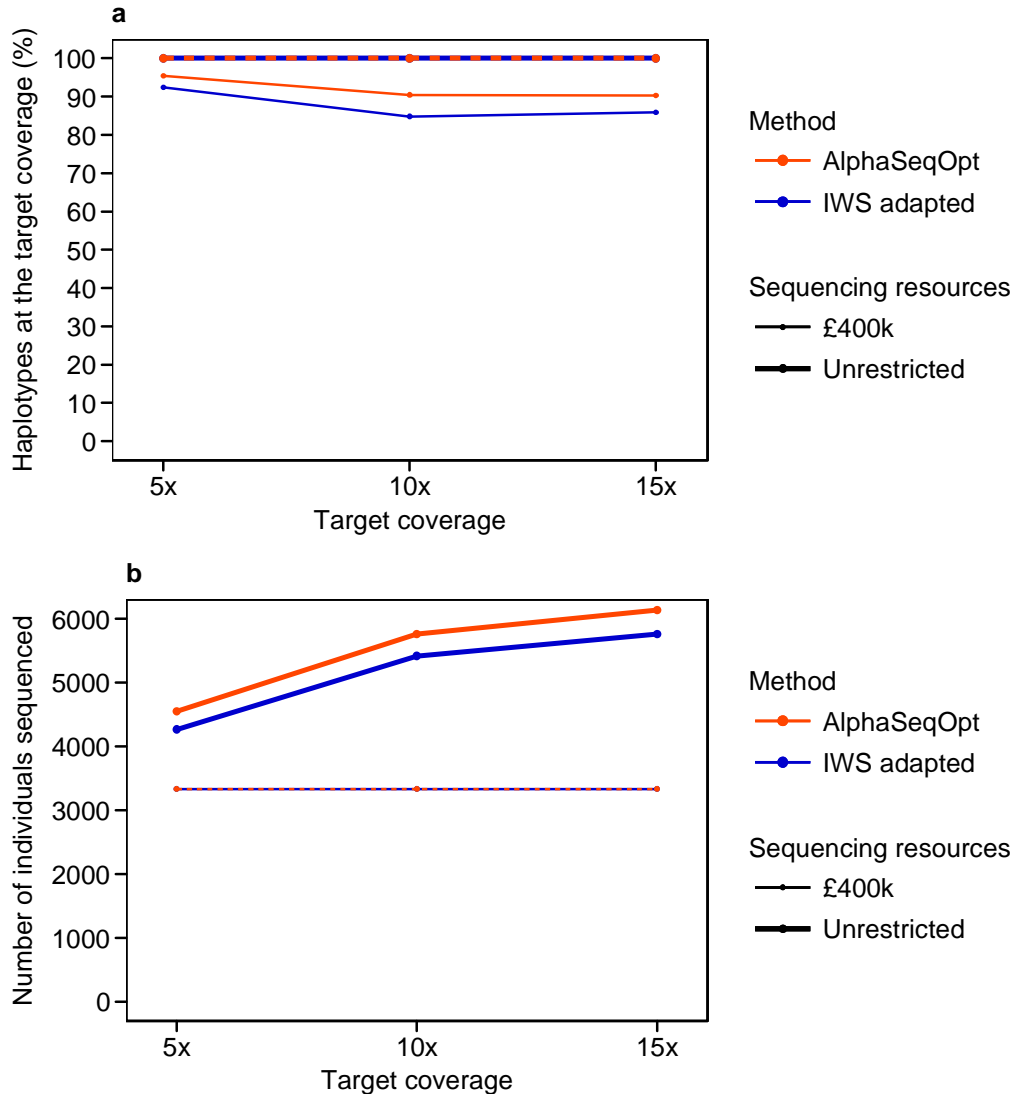 a
Haplotypes at the target coverage (%)
100
90
80
70
60
50
40
30
20
10
0
5x 10x 15x
Target coverage
Method
AlphaSeqOpt
IWS adapted
Sequencing resources
£400k
Unrestricted
b
Number of individuals sequenced
6000
5000
4000
3000
2000
1000
0
5x 10x 15x
Target coverage
Method
AlphaSeqOpt
IWS adapted
Sequencing resources
£400k
Unrestricted